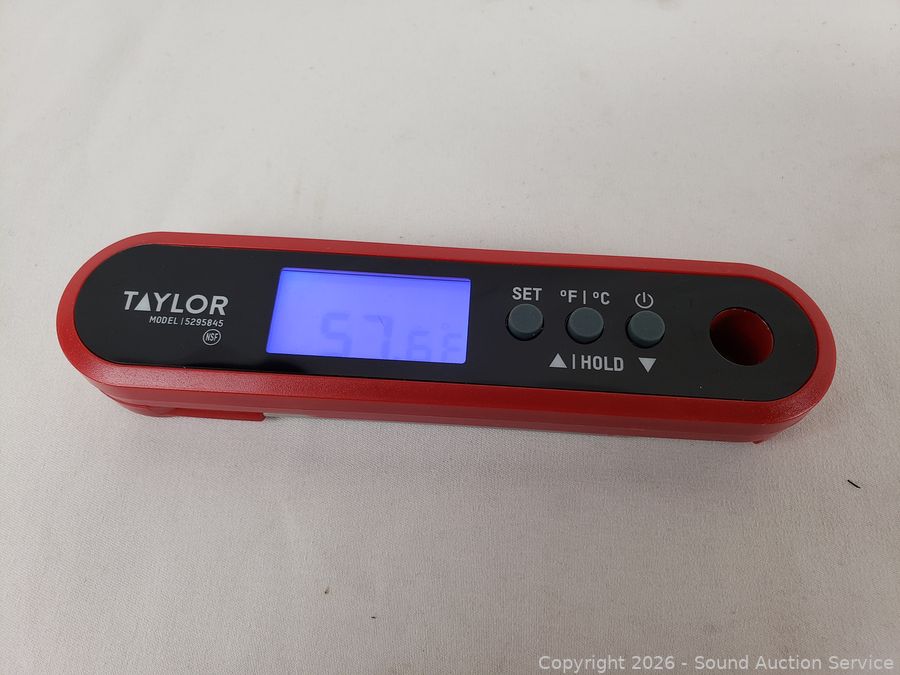 TAYLOR
MODEL | 5295845
NSF
57.6°F
SET °F | °C
▲ | HOLD ▼
Copyright 2026 - Sound Auction Service